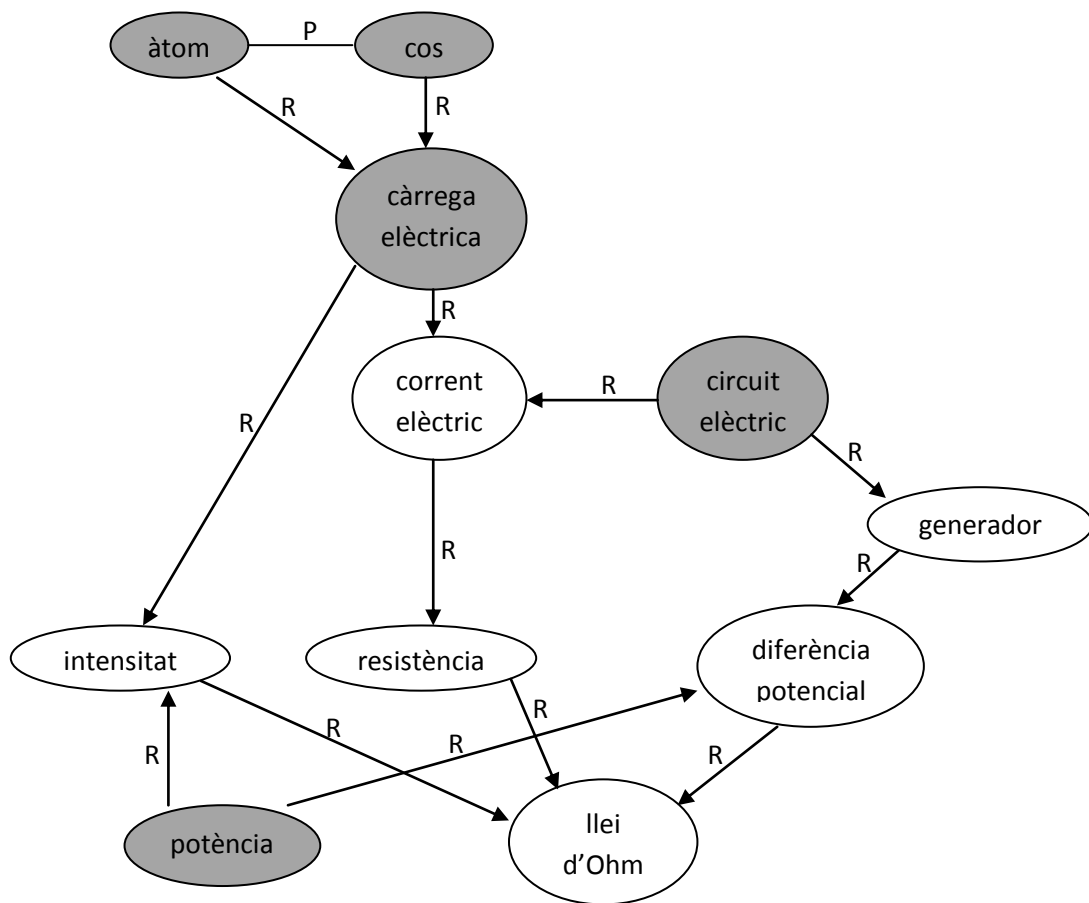 P
àtom
cos
R
R
càrrega
elèctrica
R
R
corrent
elèctric
R
circuit
elèctric
R
generador
R
R
intensitat
resistència
diferència
potencial
R
R
R
R
R
potència
llei
d’Ohm